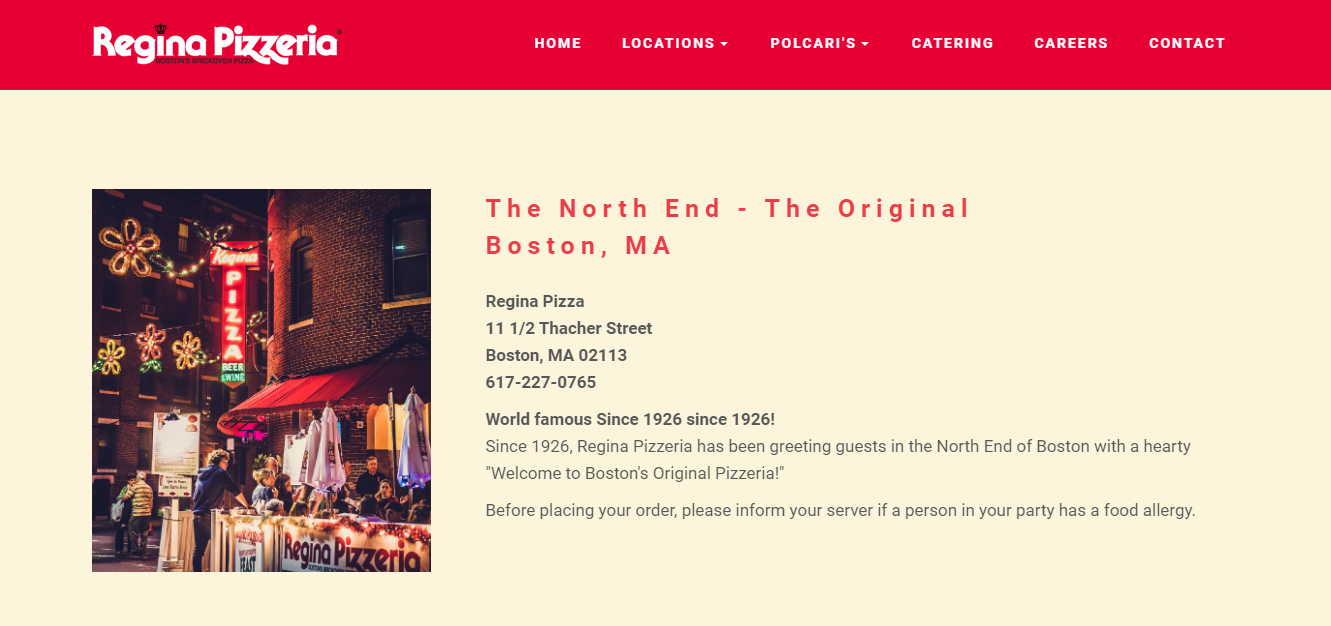 Regina Pizzeria
BOSTON'S BRICKOVEN PIZZA
HOME LOCATIONS POLCARI'S CATERING CAREERS CONTACT
The North End - The Original
Boston, MA
Regina Pizza
11 1/2 Thacher Street
Boston, MA 02113
617-227-0765
World famous Since 1926 since 1926!
Since 1926, Regina Pizzeria has been greeting guests in the North End of Boston with a hearty
"Welcome to Boston's Original Pizzeria!"
Before placing your order, please inform your server if a person in your party has a food allergy.
Regina
PIZZA
BEER
&WINE
FEAST
Regina Pizzeria